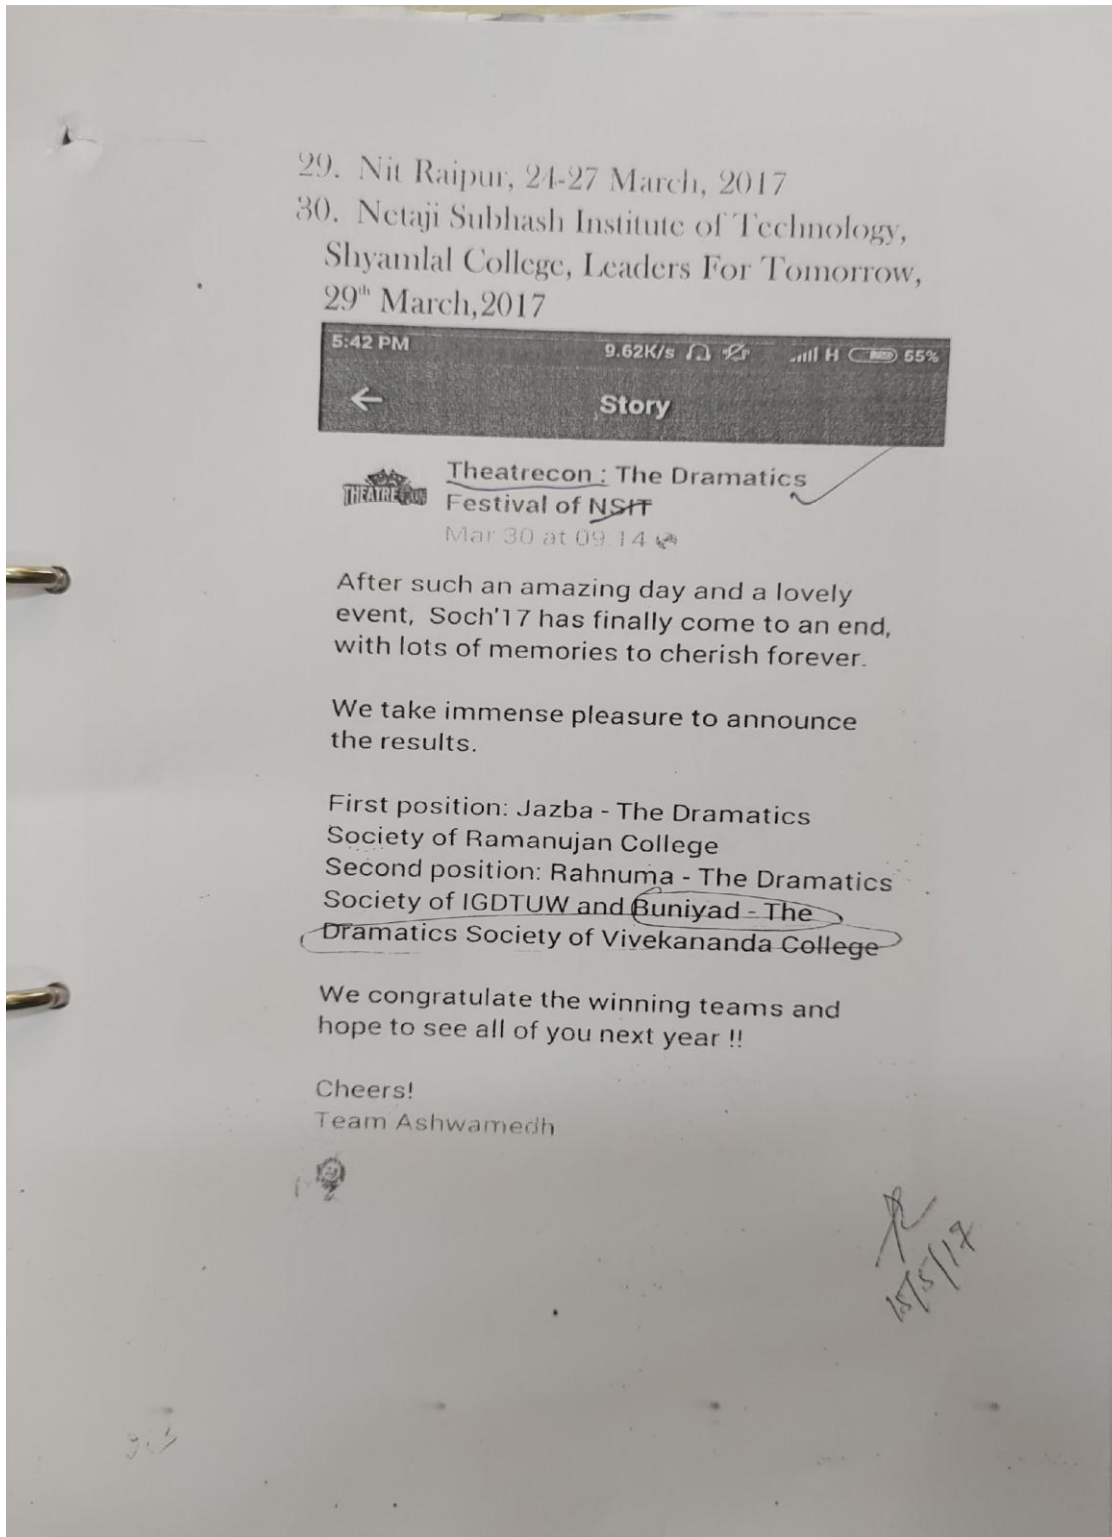 29. Nit Raipur, 24-27 March, 2017
30. Netaji Subhash Institute of Technology,
Shyamlal College, Leaders For Tomorrow,
29th March,2017
5:42 PM 9.62K/s H 55%
Story
THEATRECON
Theatrecon : The Dramatics
Festival of NSIT
Mar 30 at 09 14
After such an amazing day and a lovely
event, Soch'17 has finally come to an end,
with lots of memories to cherish forever.
We take immense pleasure to announce
the results.
First position: Jazba - The Dramatics
Society of Ramanujan College
Second position: Rahnuma - The Dramatics
Society of IGDTUW and Buniyad - The
Dramatics Society of Vivekananda College
We congratulate the winning teams and
hope to see all of you next year !!
Cheers!
Team Ashwamedh
15/5/17